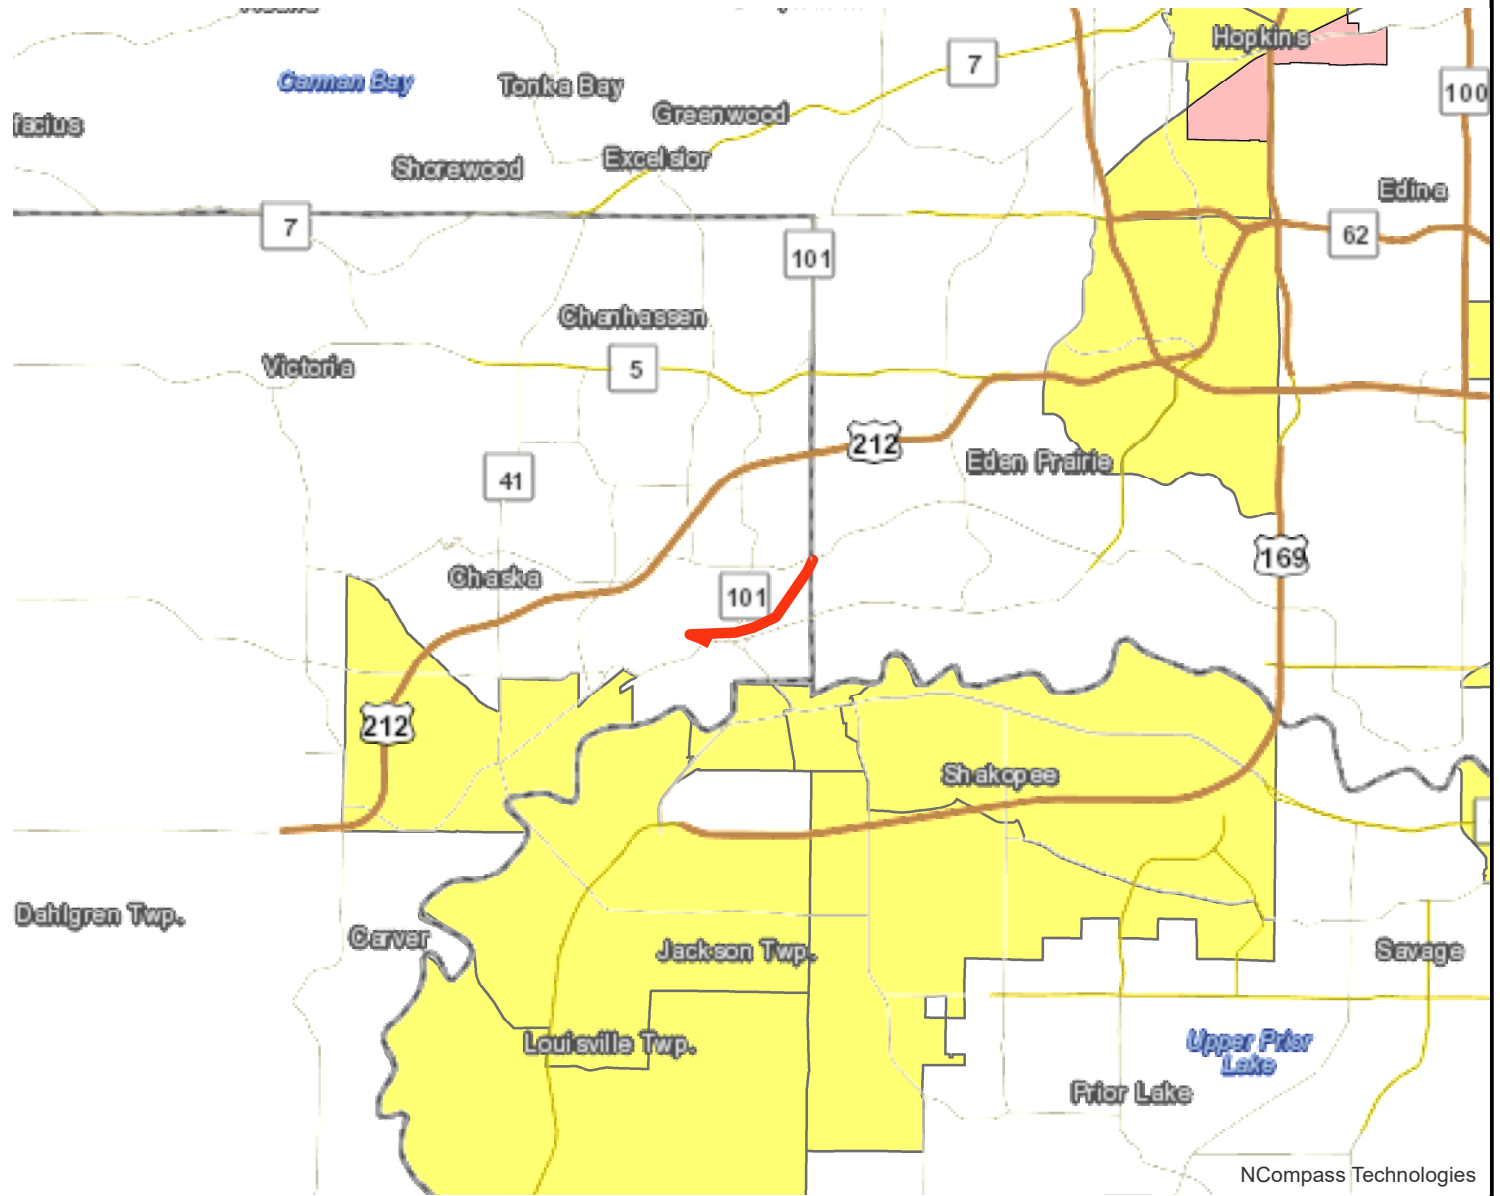 Hopkins
7
Carman Bay
Tonka Bay
100
Greenwood
facius
Excelsior
Shorewood
Edina
7
62
101
Chanhassen
Victoria
5
212
Eden Prairie
41
169
Chaska
101
212
Shakopee
Dahlgren Twp.
Carver
Jackson Twp.
Savage
Louisville Twp.
Upper Prior
Lake
Prior Lake
NCompass Technologies